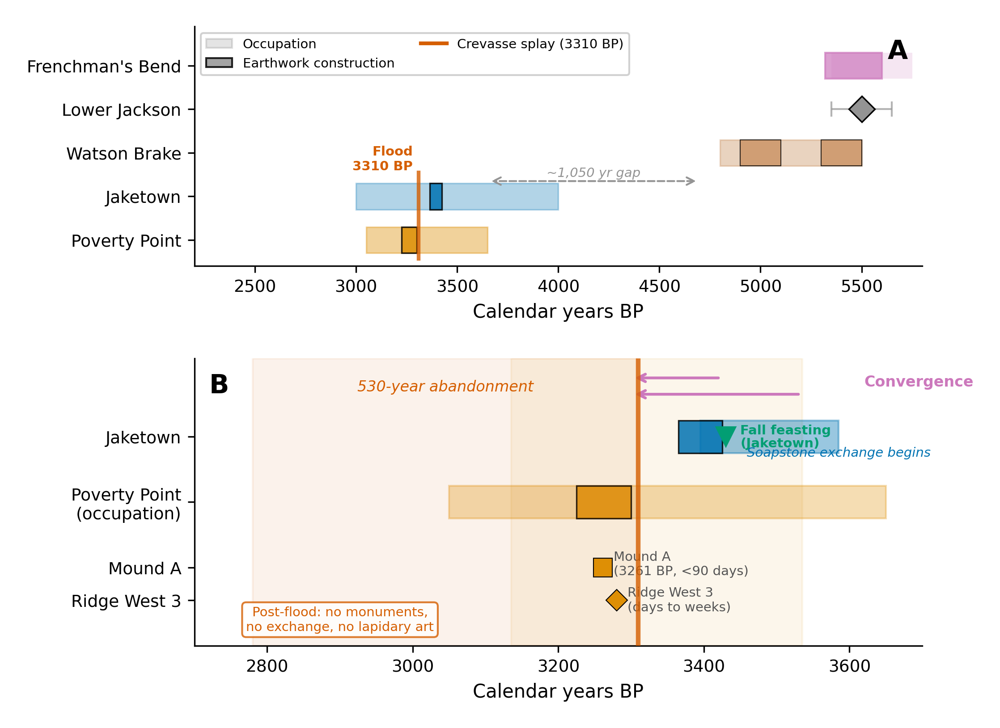 A
Occupation
Earthwork construction
Crevasse splay (3310 BP)
Frenchman's Bend
Lower Jackson
Watson Brake
Jaketown
Poverty Point
Flood
3310 BP
~1,050 yr gap
2500 3000 3500 4000 4500 5000 5500
Calendar years BP
B
530-year abandonment
Convergence
Jaketown
Fall feasting
(Jaketown)
Soapstone exchange begins
Poverty Point
(occupation)
Mound A
Mound A
(3261 BP, <90 days)
Ridge West 3
Ridge West 3
(days to weeks)
Post-flood: no monuments,
no exchange, no lapidary art
2800 3000 3200 3400 3600
Calendar years BP